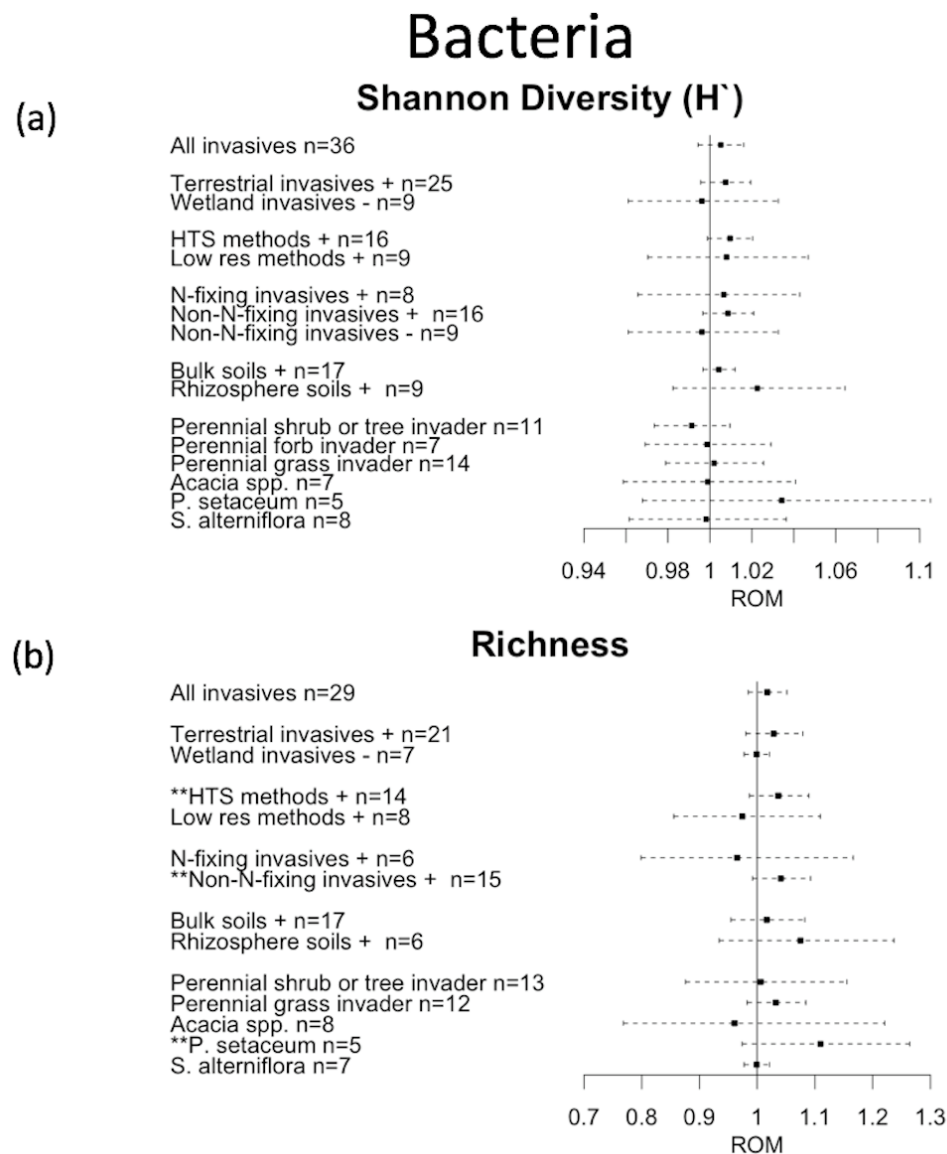 Bacteria
(a)
Shannon Diversity (H`)
All invasives n=36
Terrestrial invasives + n=25
Wetland invasives - n=9
HTS methods + n=16
Low res methods + n=9
N-fixing invasives + n=8
Non-N-fixing invasives + n=16
Non-N-fixing invasives - n=9
Bulk soils + n=17
Rhizosphere soils + n=9
Perennial shrub or tree invader n=11
Perennial forb invader n=7
Perennial grass invader n=14
Acacia spp. n=7
P. setaceum n=5
S. alterniflora n=8
0.94 0.98 1 1.02 1.06 1.1
ROM
(b)
Richness
All invasives n=29
Terrestrial invasives + n=21
Wetland invasives - n=7
**HTS methods + n=14
Low res methods + n=8
N-fixing invasives + n=6
**Non-N-fixing invasives + n=15
Bulk soils + n=17
Rhizosphere soils + n=6
Perennial shrub or tree invader n=13
Perennial grass invader n=12
Acacia spp. n=8
**P. setaceum n=5
S. alterniflora n=7
0.7 0.8 0.9 1 1.1 1.2 1.3
ROM